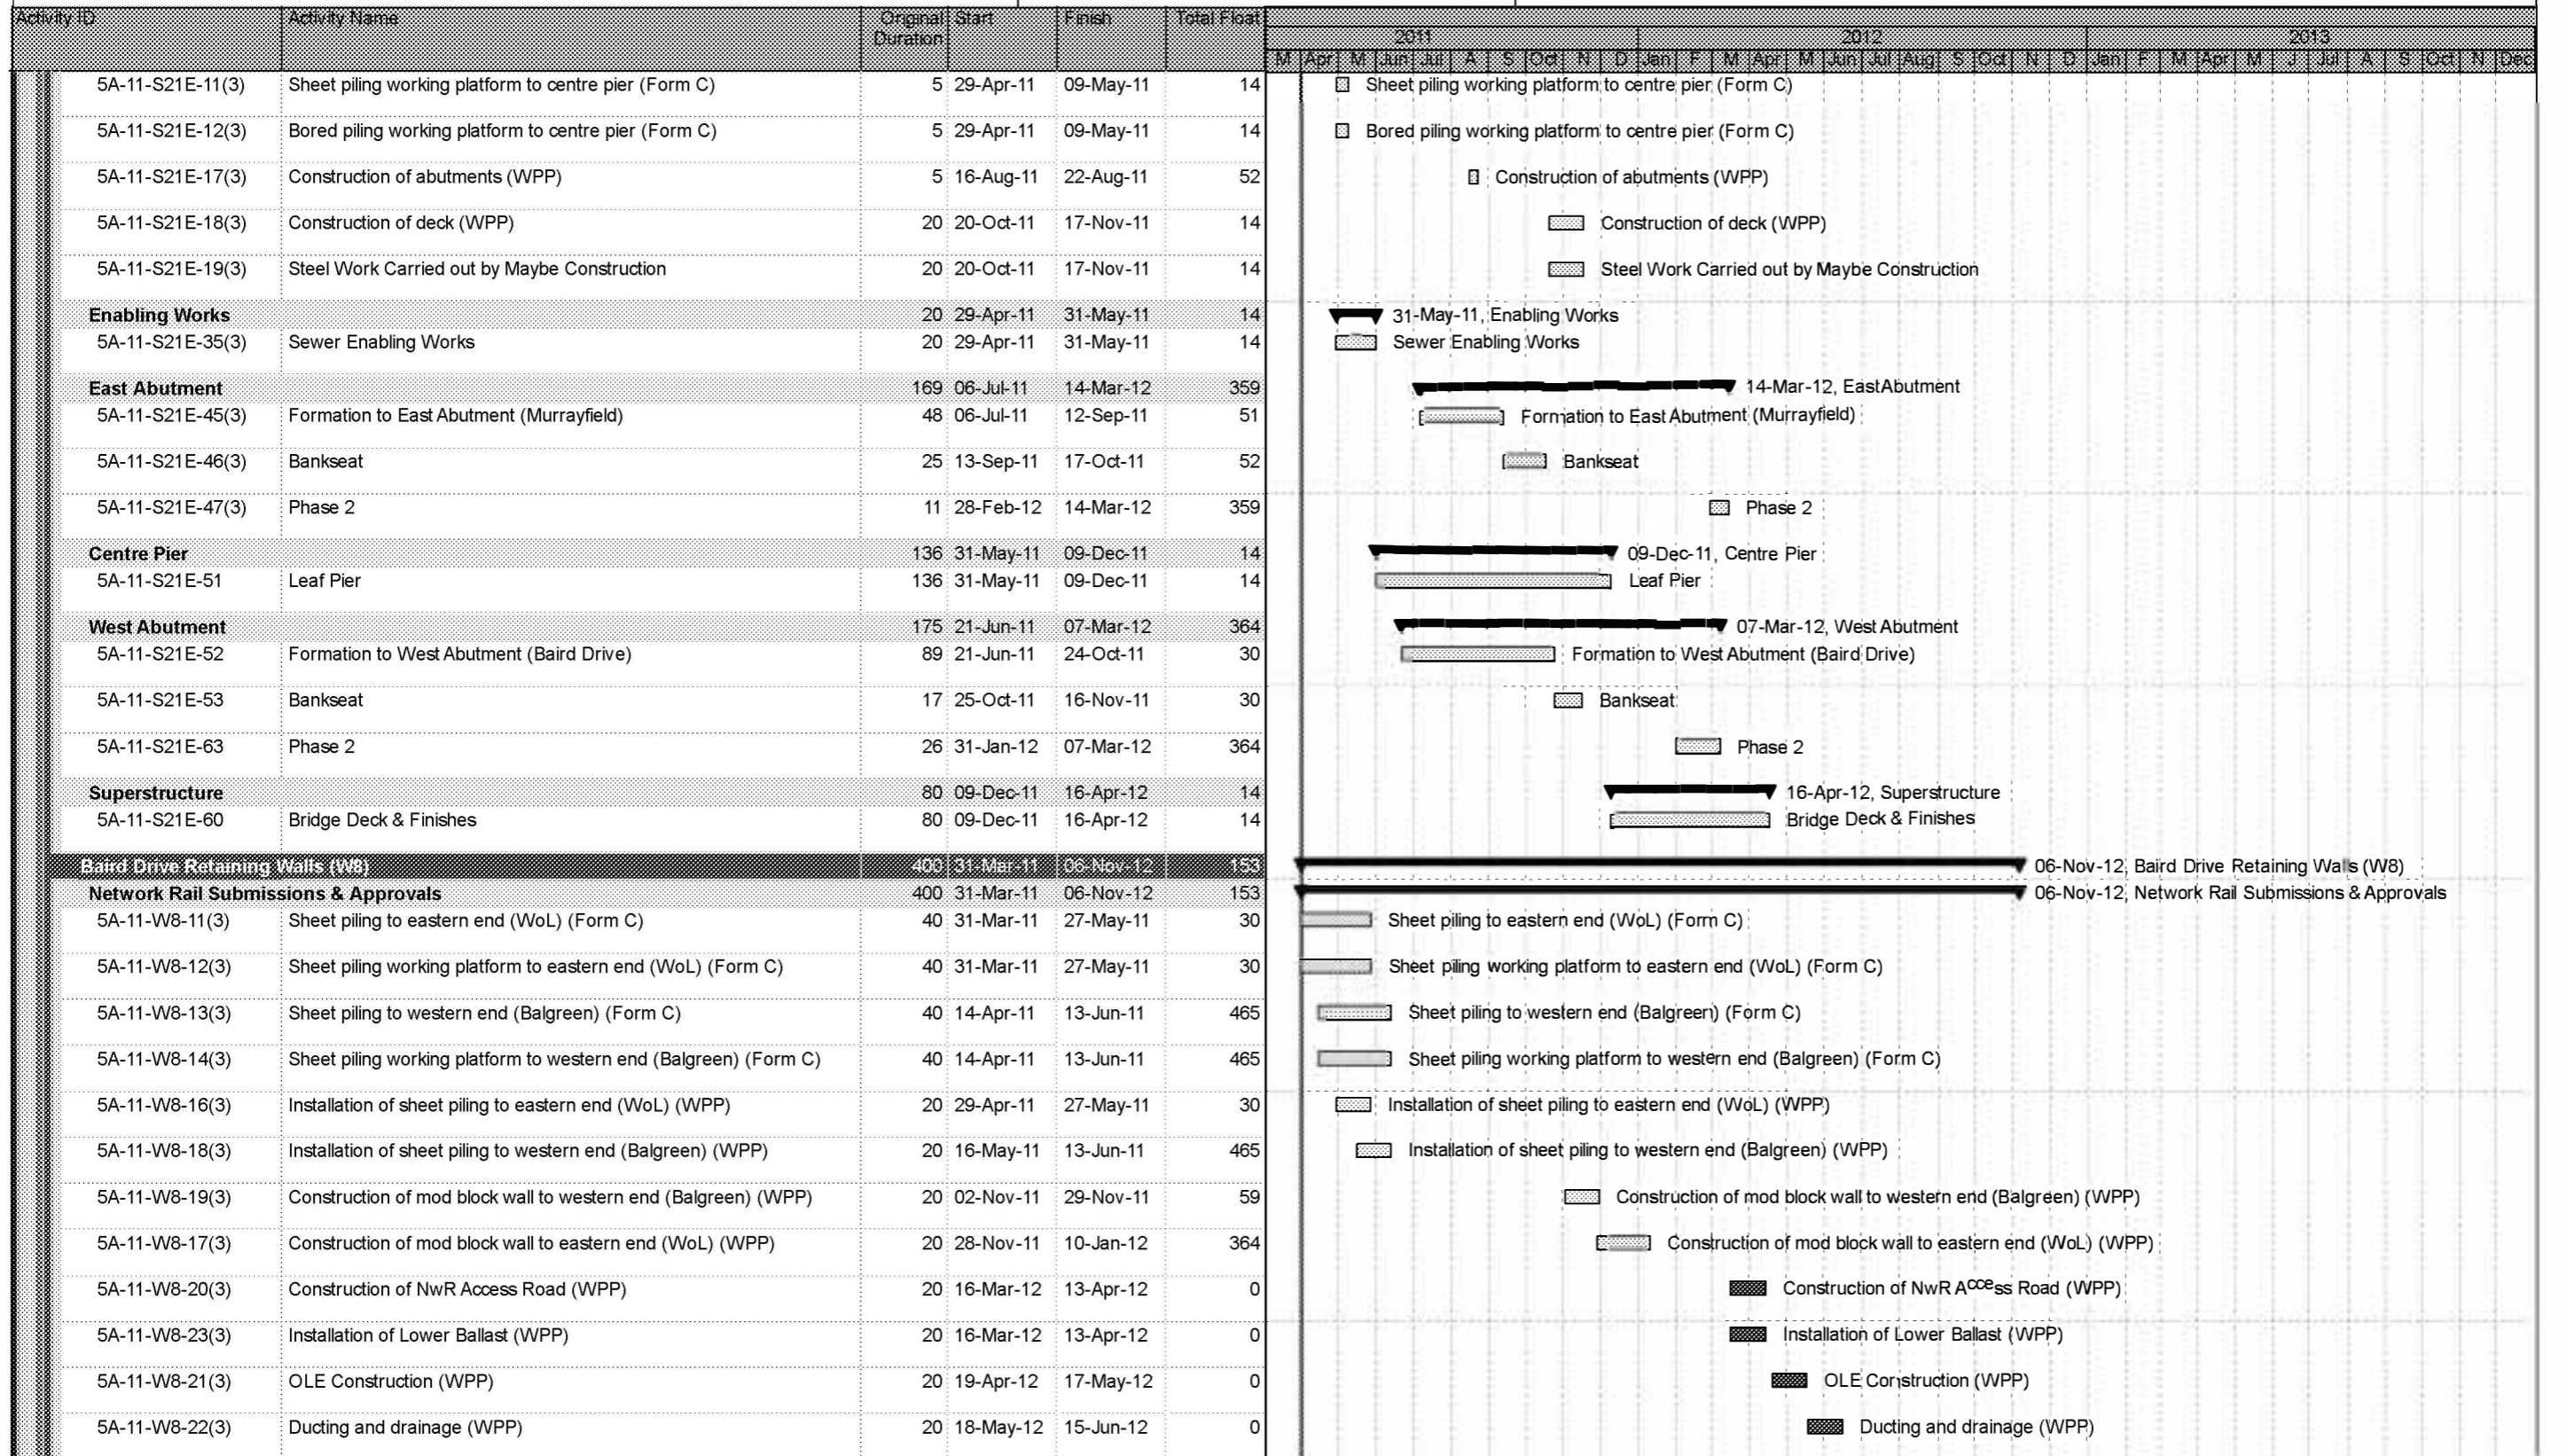 Activity ID Activity Name Original Duration Start Finish Total Float
2011 2012 2013
M Apr M Jun Jul A S Oct N D Jan F M Apr M Jun Jul Aug S Oct N D Jan F M Apr M J Jul A S Oct N Dec
5A-11-S21E-11(3) Sheet piling working platform to centre pier (Form C) 5 29-Apr-11 09-May-11 14 Sheet piling working platform to centre pier (Form C)
5A-11-S21E-12(3) Bored piling working platform to centre pier (Form C) 5 29-Apr-11 09-May-11 14 Bored piling working platform to centre pier (Form C)
5A-11-S21E-17(3) Construction of abutments (WPP) 5 16-Aug-11 22-Aug-11 52 Construction of abutments (WPP)
5A-11-S21E-18(3) Construction of deck (WPP) 20 20-Oct-11 17-Nov-11 14 Construction of deck (WPP)
5A-11-S21E-19(3) Steel Work Carried out by Maybe Construction 20 20-Oct-11 17-Nov-11 14 Steel Work Carried out by Maybe Construction
Enabling Works 20 29-Apr-11 31-May-11 14 31-May-11, Enabling Works
5A-11-S21E-35(3) Sewer Enabling Works 20 29-Apr-11 31-May-11 14 Sewer Enabling Works
East Abutment 169 06-Jul-11 14-Mar-12 359 14-Mar-12, East Abutment
5A-11-S21E-45(3) Formation to East Abutment (Murrayfield) 48 06-Jul-11 12-Sep-11 51 Formation to East Abutment (Murrayfield)
5A-11-S21E-46(3) Bankseat 25 13-Sep-11 17-Oct-11 52 Bankseat
5A-11-S21E-47(3) Phase 2 11 28-Feb-12 14-Mar-12 359 Phase 2
Centre Pier 136 31-May-11 09-Dec-11 14 09-Dec-11, Centre Pier
5A-11-S21E-51 Leaf Pier 136 31-May-11 09-Dec-11 14 Leaf Pier
West Abutment 175 21-Jun-11 07-Mar-12 364 07-Mar-12, West Abutment
5A-11-S21E-52 Formation to West Abutment (Baird Drive) 89 21-Jun-11 24-Oct-11 30 Formation to West Abutment (Baird Drive)
5A-11-S21E-53 Bankseat 17 25-Oct-11 16-Nov-11 30 Bankseat
5A-11-S21E-63 Phase 2 26 31-Jan-12 07-Mar-12 364 Phase 2
Superstructure 80 09-Dec-11 16-Apr-12 14 16-Apr-12, Superstructure
5A-11-S21E-60 Bridge Deck & Finishes 80 09-Dec-11 16-Apr-12 14 Bridge Deck & Finishes
Baird Drive Retaining Walls (W8) 400 31-Mar-11 06-Nov-12 153 06-Nov-12, Baird Drive Retaining Walls (W8)
Network Rail Submissions & Approvals 400 31-Mar-11 06-Nov-12 153 06-Nov-12, Network Rail Submissions & Approvals
5A-11-W8-11(3) Sheet piling to eastern end (WoL) (Form C) 40 31-Mar-11 27-May-11 30 Sheet piling to eastern end (WoL) (Form C)
5A-11-W8-12(3) Sheet piling working platform to eastern end (WoL) (Form C) 40 31-Mar-11 27-May-11 30 Sheet piling working platform to eastern end (WoL) (Form C)
5A-11-W8-13(3) Sheet piling to western end (Balgreen) (Form C) 40 14-Apr-11 13-Jun-11 465 Sheet piling to western end (Balgreen) (Form C)
5A-11-W8-14(3) Sheet piling working platform to western end (Balgreen) (Form C) 40 14-Apr-11 13-Jun-11 465 Sheet piling working platform to western end (Balgreen) (Form C)
5A-11-W8-16(3) Installation of sheet piling to eastern end (WoL) (WPP) 20 29-Apr-11 27-May-11 30 Installation of sheet piling to eastern end (WoL) (WPP)
5A-11-W8-18(3) Installation of sheet piling to western end (Balgreen) (WPP) 20 16-May-11 13-Jun-11 465 Installation of sheet piling to western end (Balgreen) (WPP)
5A-11-W8-19(3) Construction of mod block wall to western end (Balgreen) (WPP) 20 02-Nov-11 29-Nov-11 59 Construction of mod block wall to western end (Balgreen) (WPP)
5A-11-W8-17(3) Construction of mod block wall to eastern end (WoL) (WPP) 20 28-Nov-11 10-Jan-12 364 Construction of mod block wall to eastern end (WoL) (WPP)
5A-11-W8-20(3) Construction of NwR Access Road (WPP) 20 16-Mar-12 13-Apr-12 0 Construction of NwR Access Road (WPP)
5A-11-W8-23(3) Installation of Lower Ballast (WPP) 20 16-Mar-12 13-Apr-12 0 Installation of Lower Ballast (WPP)
5A-11-W8-21(3) OLE Construction (WPP) 20 19-Apr-12 17-May-12 0 OLE Construction (WPP)
5A-11-W8-22(3) Ducting and drainage (WPP) 20 18-May-12 15-Jun-12 0 Ducting and drainage (WPP)